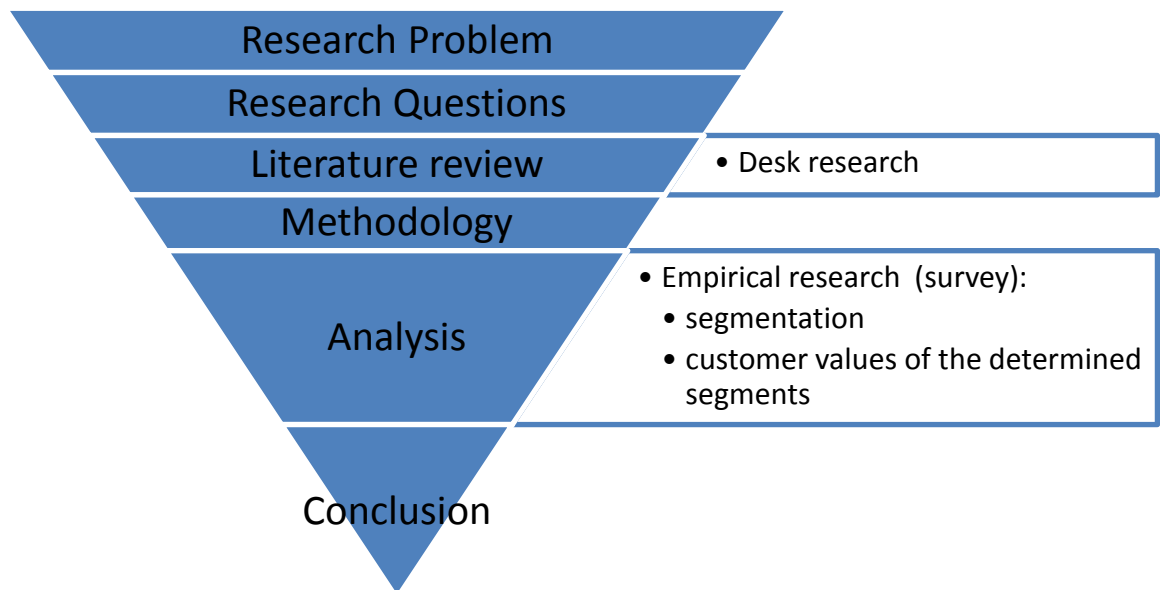 Research Problem
Research Questions
Literature review
• Desk research
Methodology
Analysis
• Empirical research (survey):
• segmentation
• customer values of the determined
segments
Conclusion